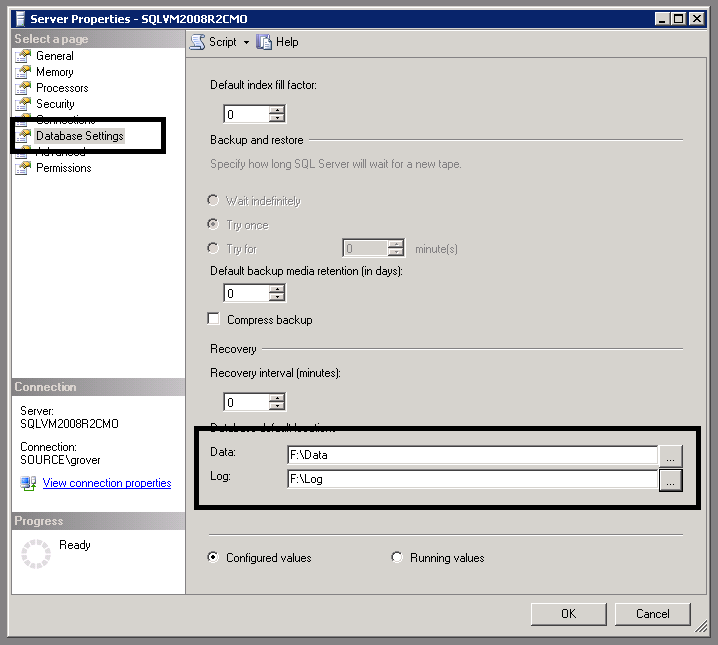 Server Properties - SQLVM2008R2CMO
Select a page
General
Memory
Processors
Security
Connections
Database Settings
Advanced
Permissions
Connection
Server:
SQLVM2008R2CMO
Connection:
SOURCE\grover
View connection properties
Progress
Ready
Script Help
Default index fill factor:
0
Backup and restore
Specify how long SQL Server will wait for a new tape.
Wait indefinitely
Try once
Try for 0 minute(s)
Default backup media retention (in days):
0
Compress backup
Recovery
Recovery interval (minutes):
0
Database default locations
Data: F:\Data ...
Log: F:\Log ...
Configured values Running values
OK Cancel